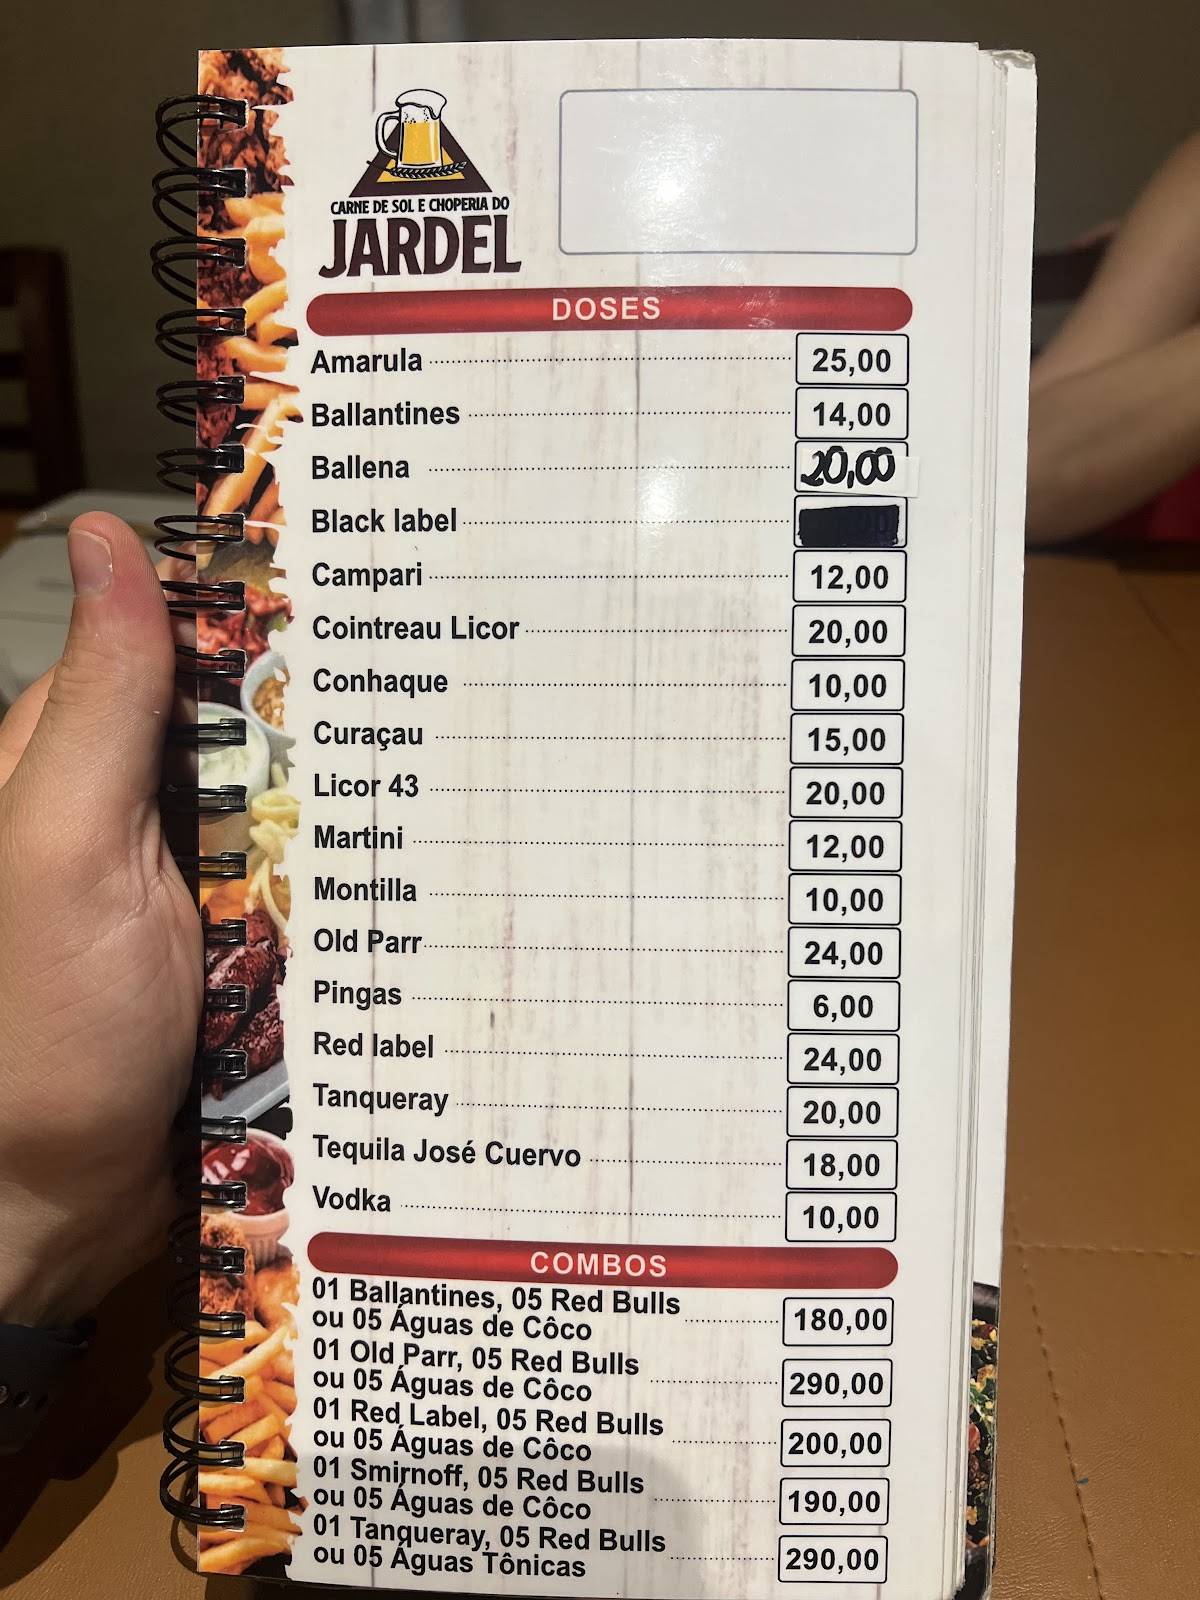 CARNE DE SOL E CHOPERIA DO
JARDEL
DOSES
Amarula 25,00
Ballantines 14,00
Ballena 20,00
Black label
Campari 12,00
Cointreau Licor 20,00
Conhaque 10,00
Curaçau 15,00
Licor 43 20,00
Martini 12,00
Montilla 10,00
Old Parr 24,00
Pingas 6,00
Red label 24,00
Tanqueray 20,00
Tequila José Cuervo 18,00
Vodka 10,00
COMBOS
01 Ballantines, 05 Red Bulls
ou 05 Águas de Côco 180,00
01 Old Parr, 05 Red Bulls
ou 05 Águas de Côco 290,00
01 Red Label, 05 Red Bulls
ou 05 Águas de Côco 200,00
01 Smirnoff, 05 Red Bulls
ou 05 Águas de Côco 190,00
01 Tanqueray, 05 Red Bulls
ou 05 Águas Tônicas 290,00